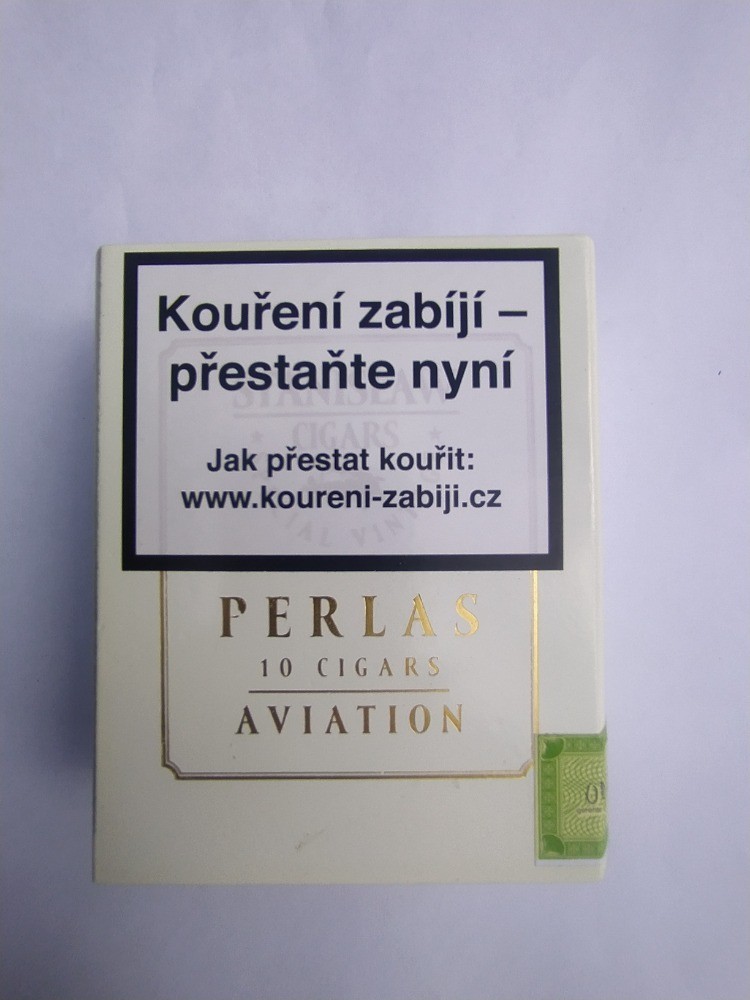 Kouření zabíjí –
přestaňte nyní
STANISLAW
CIGARS
Jak přestat kouřit:
www.koureni-zabiji.cz
PERLAS
10 CIGARS
AVIATION